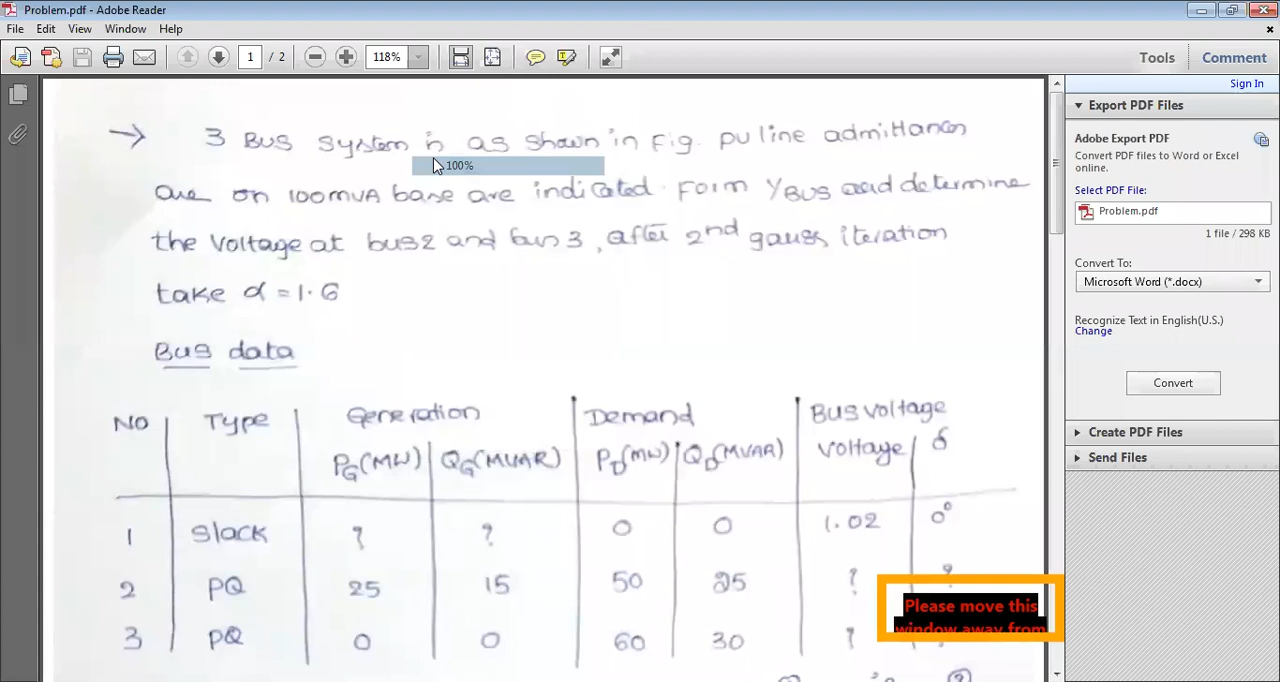 Problem.pdf - Adobe Reader
File Edit View Window Help
1 / 2 118% Tools Comment
Sign In
Export PDF Files
Adobe Export PDF
Convert PDF files to Word or Excel
online.
Select PDF File:
Problem.pdf
1 file / 298 KB
Convert To:
Microsoft Word (*.docx)
Recognize Text in English(U.S.)
Change
Convert
Create PDF Files
Send Files
→ 3 Bus system is as shown in Fig. pu line admittances
100%
are on 100MVA base are indicated. Form YBUS and determine
the voltage at bus2 and bus 3, after 2nd gauss iteration
take α = 1.6
Bus data
NO Type Generation Demand BUS voltage
PG(MW) QG(MVAR) PD(MW) QD(MVAR) voltage δ
1 Slack ? ? 0 0 1.02 0°
2 PQ 25 15 50 25 ? ?
3 PQ 0 0 60 30 ?
Please move this
window away from